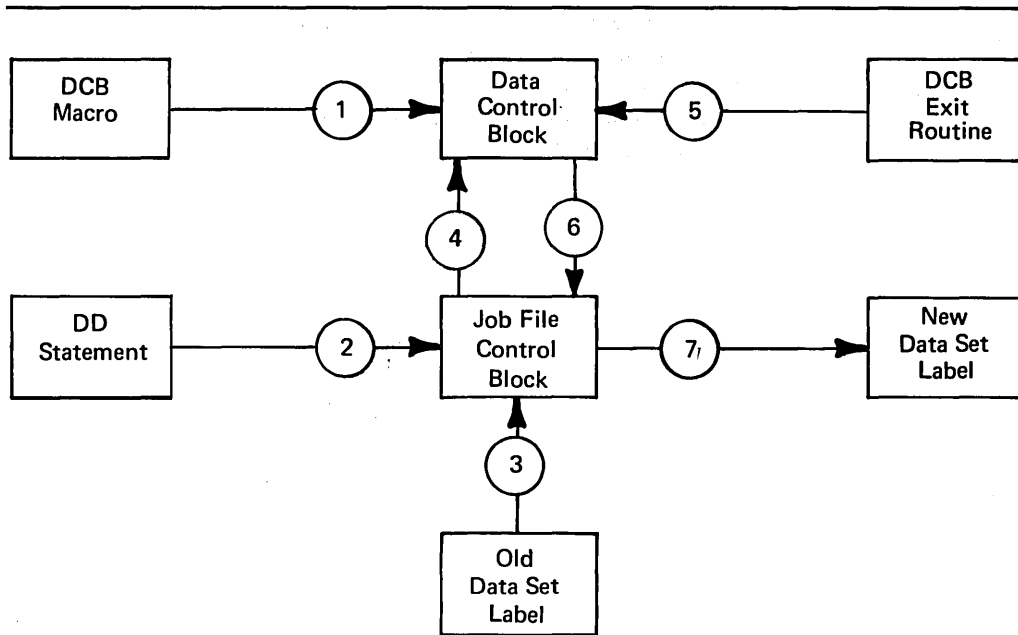 DCB
Macro
1
Data
Control
Block
5
DCB
Exit
Routine
4
6
DD
Statement
2
Job File
Control
Block
7
New
Data Set
Label
3
Old
Data Set
Label